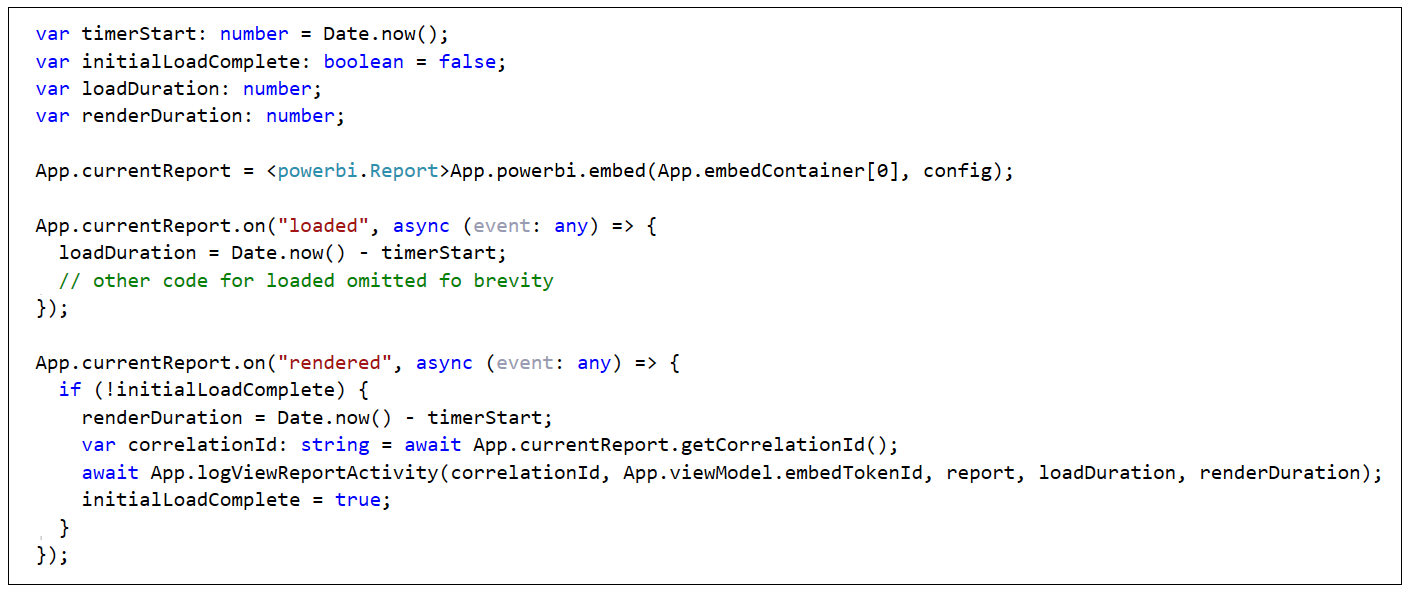 var timerStart: number = Date.now();
var initialLoadComplete: boolean = false;
var loadDuration: number;
var renderDuration: number;

App.currentReport = <powerbi.Report>App.powerbi.embed(App.embedContainer[0], config);

App.currentReport.on("loaded", async (event: any) => {
  loadDuration = Date.now() - timerStart;
  // other code for loaded omitted fo brevity
});

App.currentReport.on("rendered", async (event: any) => {
  if (!initialLoadComplete) {
    renderDuration = Date.now() - timerStart;
    var correlationId: string = await App.currentReport.getCorrelationId();
    await App.logViewReportActivity(correlationId, App.viewModel.embedTokenId, report, loadDuration, renderDuration);
    initialLoadComplete = true;
  }
});